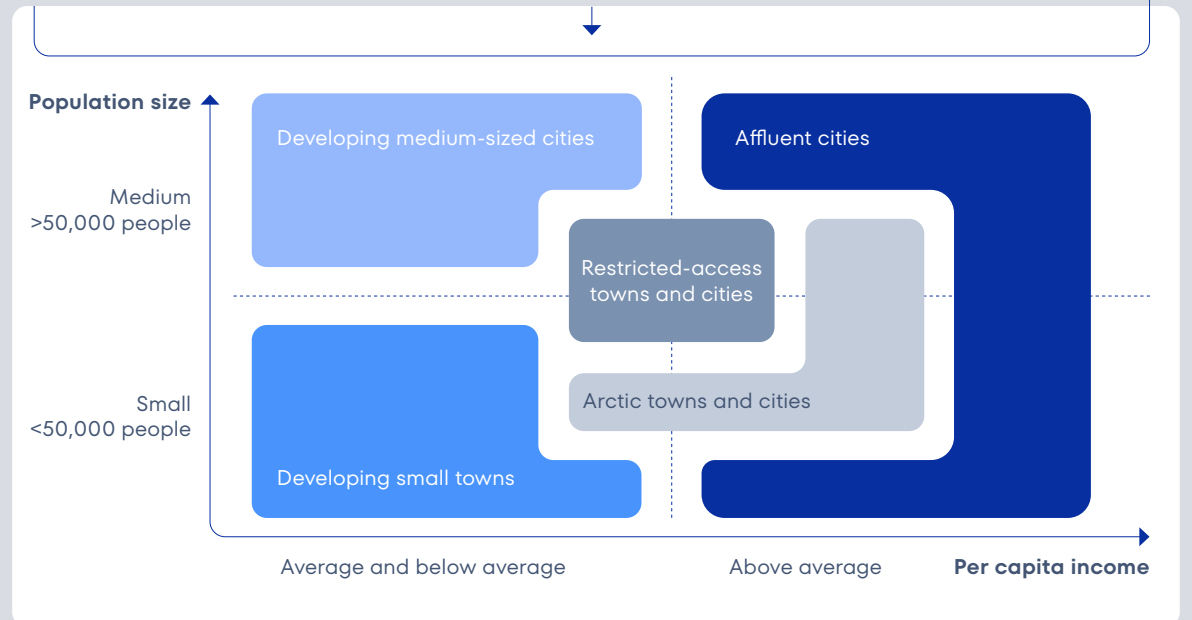 Population size
Developing medium-sized cities
Affluent cities
Medium
>50,000 people
Restricted-access
towns and cities
Small
<50,000 people
Arctic towns and cities
Developing small towns
Average and below average
Above average
Per capita income